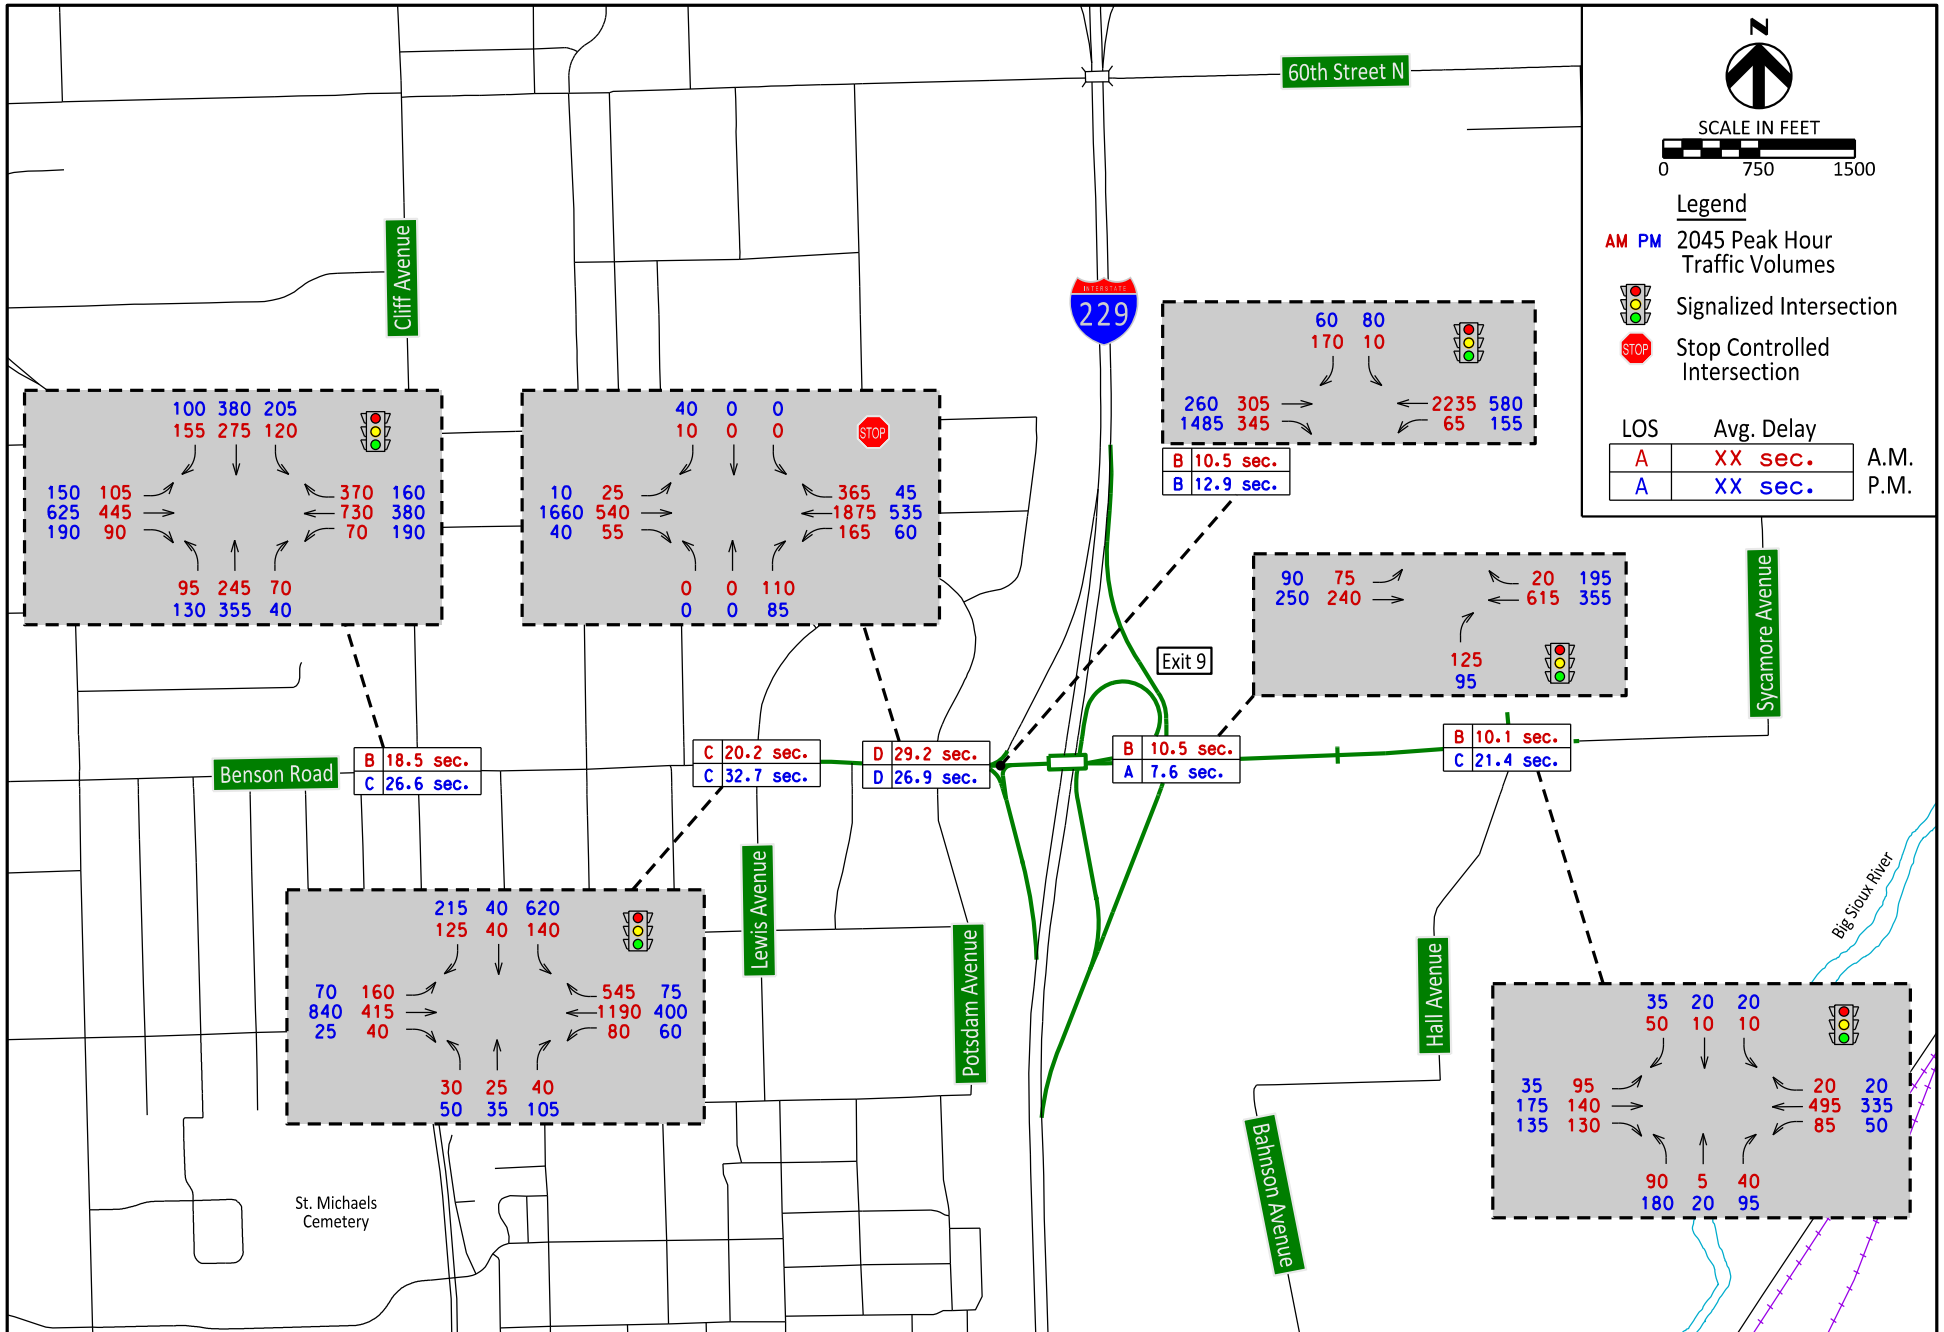 60th Street N
N
SCALE IN FEET
0 750 1500
Legend
AM PM 2045 Peak Hour
Traffic Volumes
Signalized Intersection
STOP Stop Controlled
Intersection
LOS Avg. Delay
A XX sec. A.M.
A XX sec. P.M.
Cliff Avenue
INTERSTATE
229
100 380 205
155 275 120
150 105 370 160
625 445 730 380
190 90 70 190
95 245 70
130 355 40
40 0 0
10 0 0
STOP
10 25 365 45
1660 540 1875 535
40 55 165 60
0 0 110
0 0 85
60 80
170 10
260 305 2235 580
1485 345 65 155
B 10.5 sec.
B 12.9 sec.
90 75 20 195
250 240 615 355
125
95
Exit 9
Sycamore Avenue
Benson Road
B 18.5 sec.
C 26.6 sec.
C 20.2 sec.
C 32.7 sec.
D 29.2 sec.
D 26.9 sec.
B 10.5 sec.
A 7.6 sec.
B 10.1 sec.
C 21.4 sec.
215 40 620
125 40 140
70 160 545 75
840 415 1190 400
25 40 80 60
30 25 40
50 35 105
Lewis Avenue
Potsdam Avenue
Hall Avenue
Bahnson Avenue
Big Sioux River
35 20 20
50 10 10
35 95 20 20
175 140 495 335
135 130 85 50
90 5 40
180 20 95
St. Michaels
Cemetery